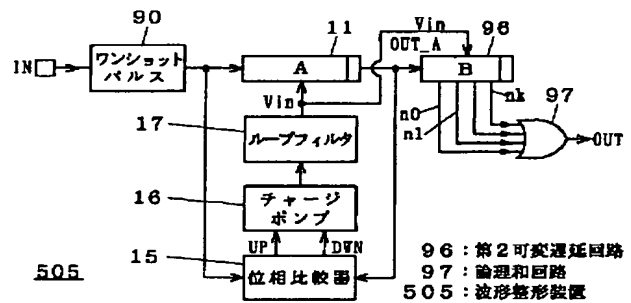 90
IN
ワンショット
パルス
11
A
Vin
OUT_A
96
B
Vin
n0
n1
nk
97
OUT
17
ループフィルタ
16
チャージ
ポンプ
UP
DWN
15
位相比較器
505
96:第2可変遅延回路
97:論理和回路
505:波形整形装置